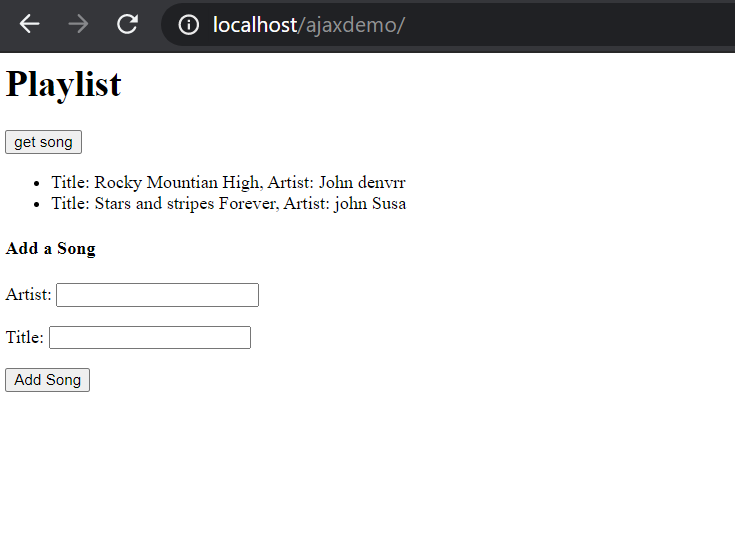 localhost/ajaxdemo/
Playlist
get song
Title: Rocky Mountian High, Artist: John denvrr
Title: Stars and stripes Forever, Artist: john Susa
Add a Song
Artist:
Title:
Add Song